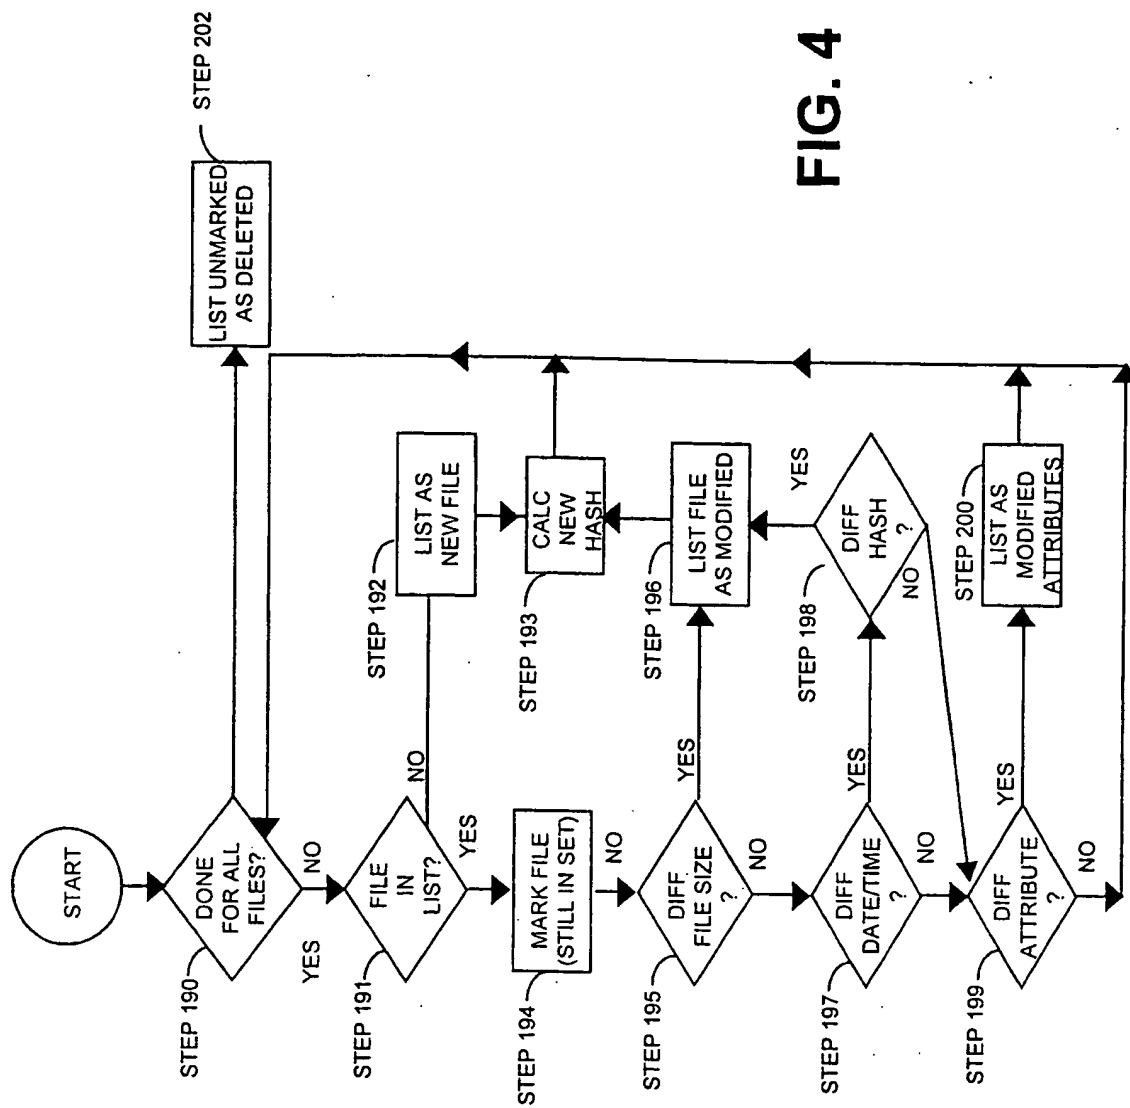 START
STEP 190
DONE
FOR ALL
FILES?
YES
NO
STEP 202
LIST UNMARKED
AS DELETED
STEP 191
FILE
IN
LIST?
NO
YES
STEP 192
LIST AS
NEW FILE
STEP 193
CALC
NEW
HASH
STEP 194
MARK FILE
(STILL IN SET)
NO
STEP 195
DIFF
FILE SIZE
?
YES
NO
STEP 196
LIST FILE
AS MODIFIED
STEP 197
DIFF
DATE/TIME
?
YES
NO
STEP 198
DIFF
HASH
?
YES
NO
STEP 199
DIFF
ATTRIBUTE
?
YES
NO
STEP 200
LIST AS
MODIFIED
ATTRIBUTES
FIG. 4